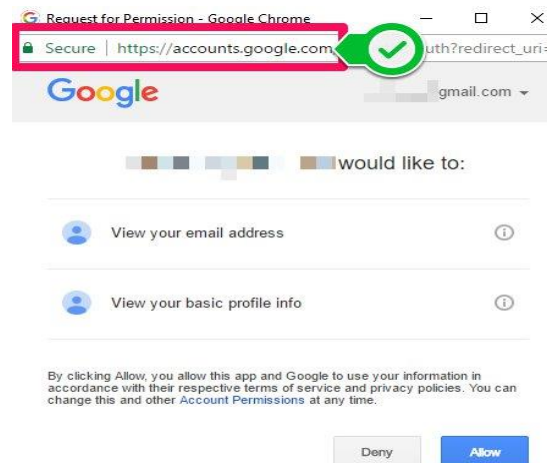 Request for Permission - Google Chrome
Secure | https://accounts.google.com uth?redirect_uri=
Google gmail.com
would like to:
View your email address
View your basic profile info
By clicking Allow, you allow this app and Google to use your information in
accordance with their respective terms of service and privacy policies. You can
change this and other Account Permissions at any time.
Deny Allow